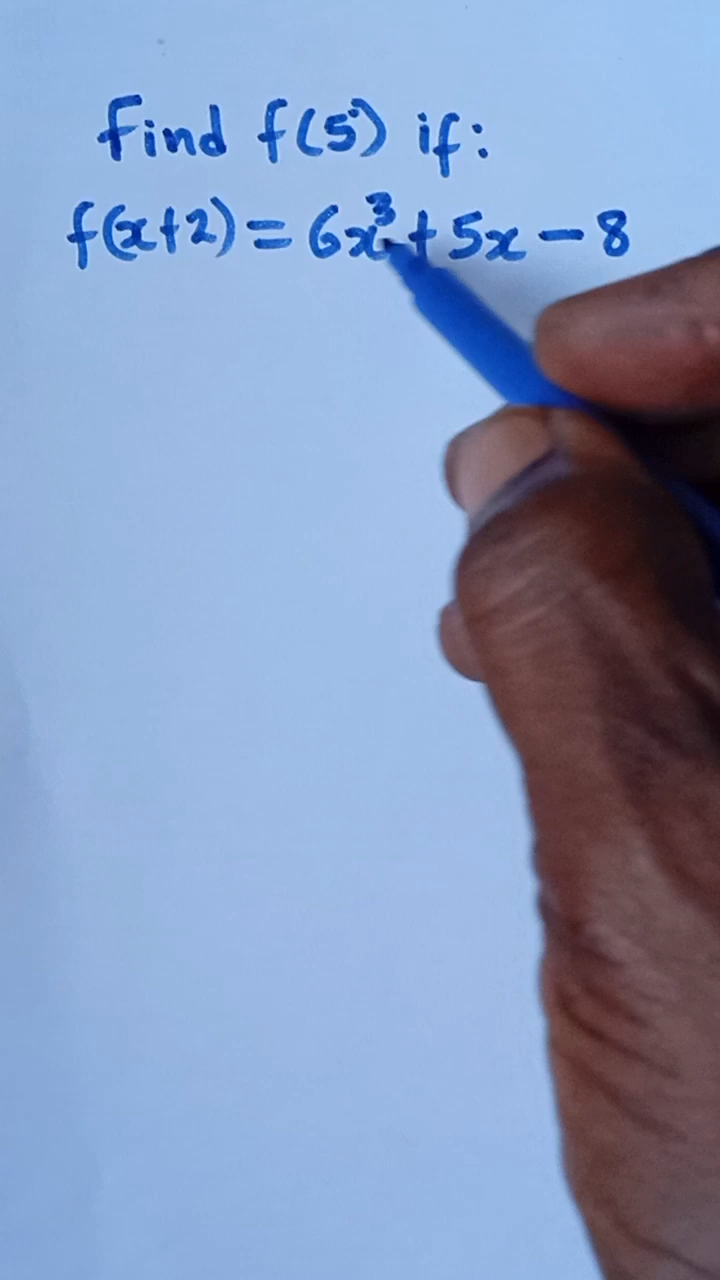 Find f(5) if:
f(x+2) = 6x³ + 5x - 8